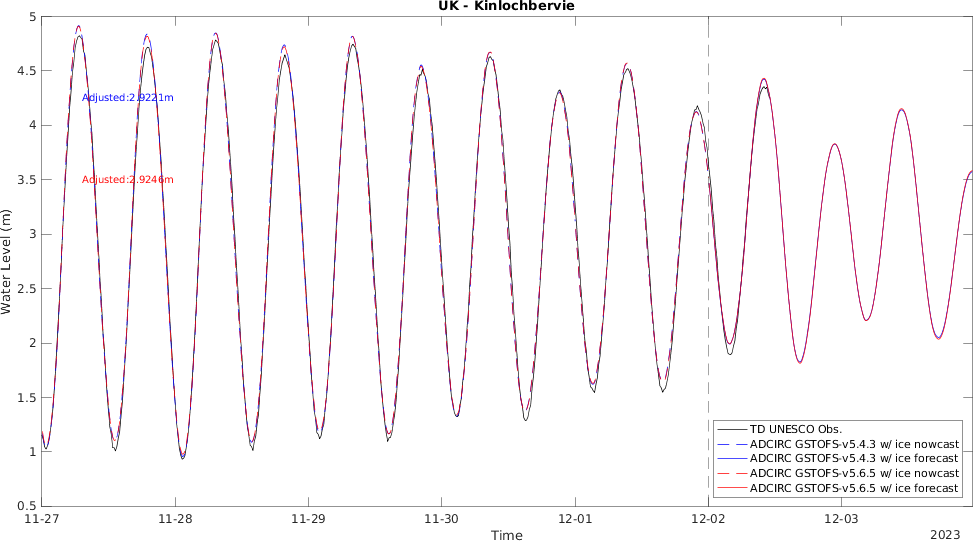 UK - Kinlochbervie
5
4.5
4
3.5
3
2.5
2
1.5
1
0.5
Water Level (m)
Adjusted:2.9221m
Adjusted:2.9246m
TD UNESCO Obs.
ADCIRC GSTOFS-v5.4.3 w/ ice nowcast
ADCIRC GSTOFS-v5.4.3 w/ ice forecast
ADCIRC GSTOFS-v5.6.5 w/ ice nowcast
ADCIRC GSTOFS-v5.6.5 w/ ice forecast
11-27 11-28 11-29 11-30 12-01 12-02 12-03
Time
2023